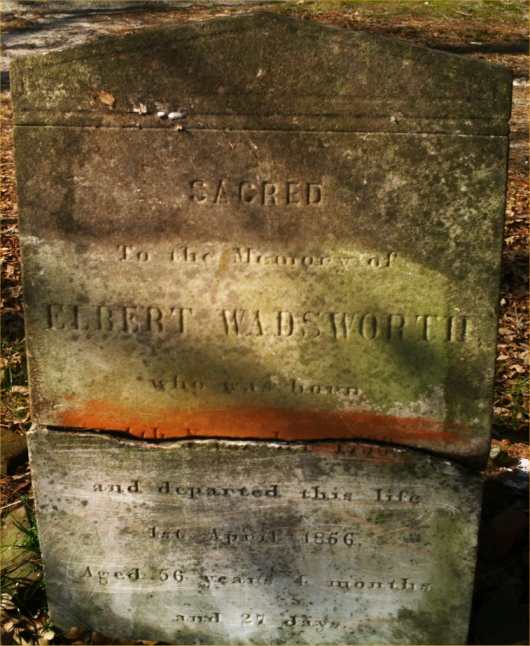 SACRED
To the Memory of
ELBERT WADSWORTH,
who was born
and departed this life
1st April 1856.
Aged 56 years 4 months
and 27 days.